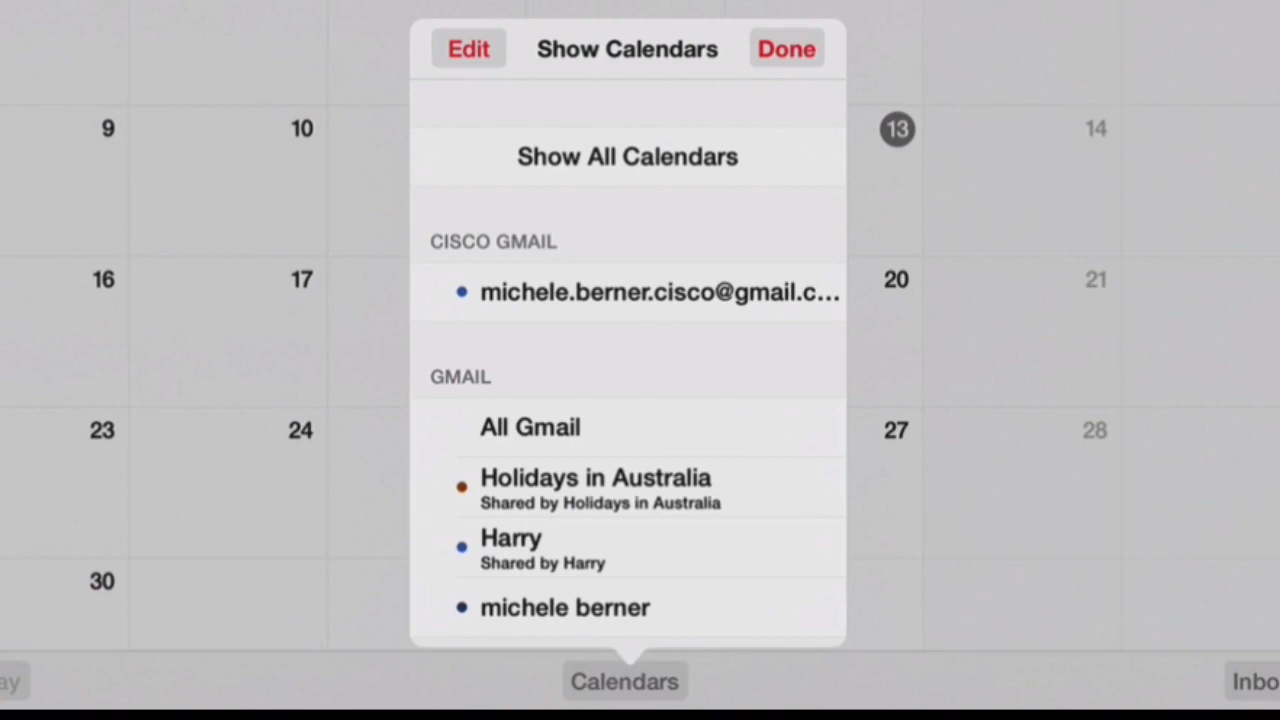 Edit Show Calendars Done
9 10 13 14
Show All Calendars
CISCO GMAIL
16 17 20 21
michele.berner.cisco@gmail.c...
GMAIL
23 24 All Gmail 27 28
Holidays in Australia
Shared by Holidays in Australia
Harry
Shared by Harry
30
michele berner
ay Calendars Inbo